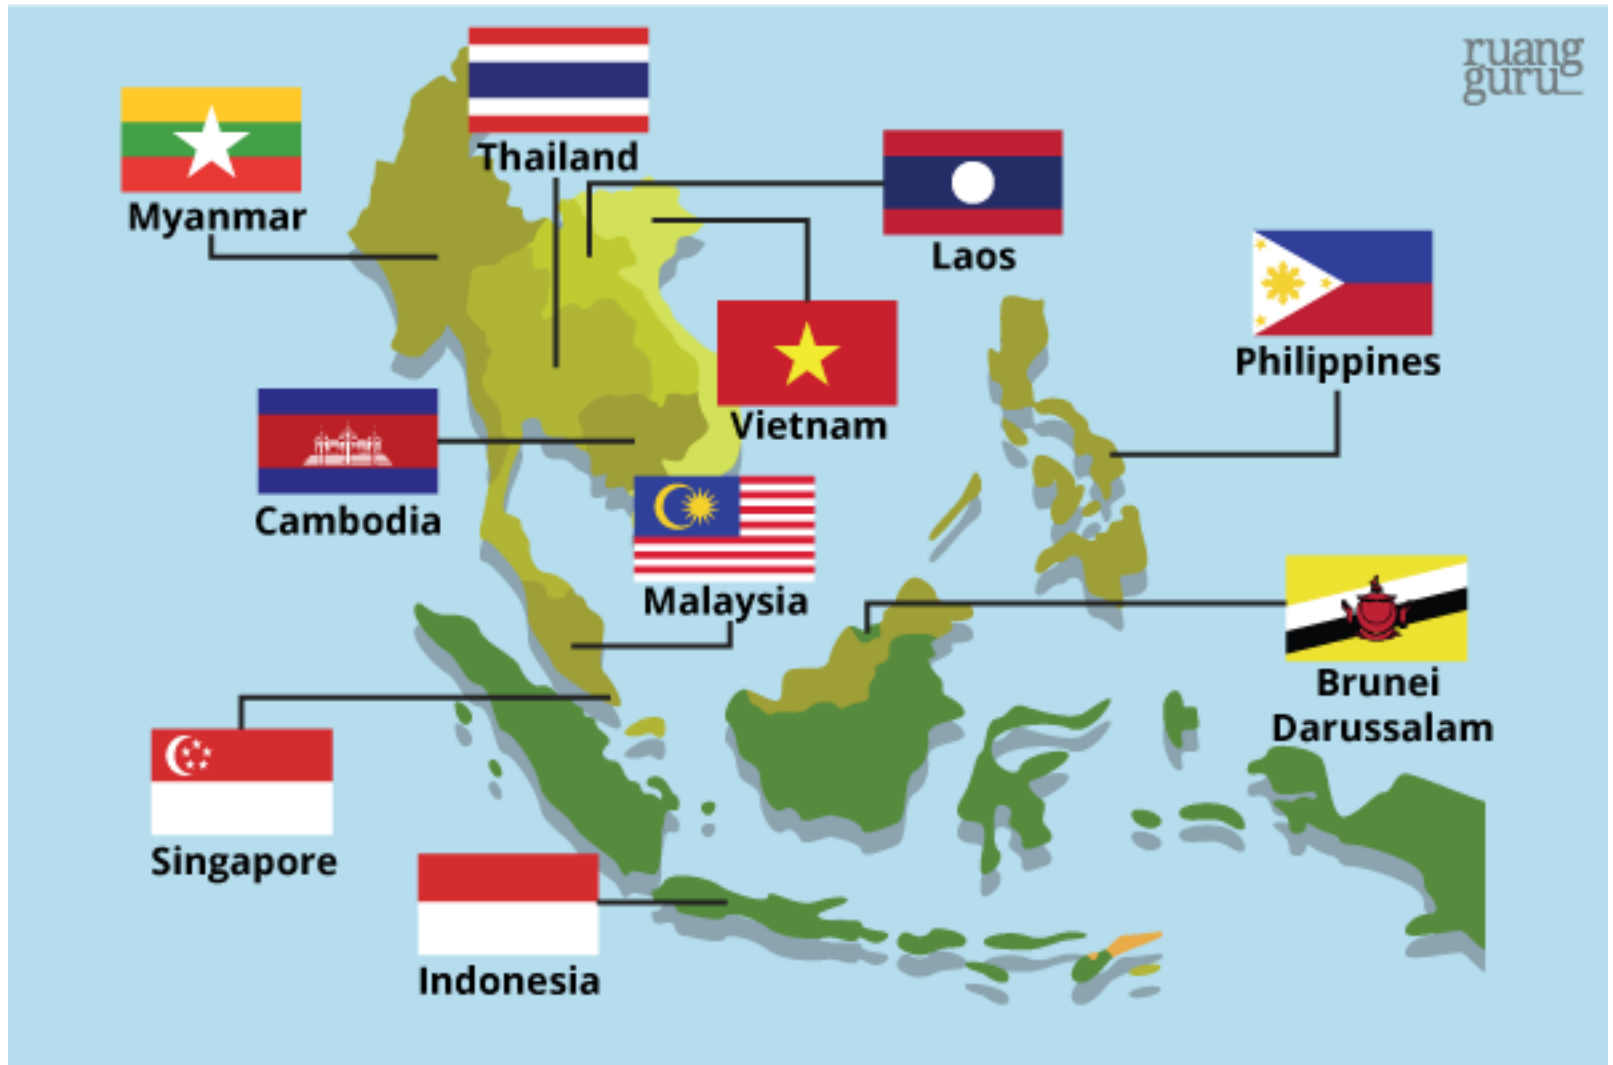 ruang
guru
Thailand
Myanmar
Laos
Philippines
Vietnam
Cambodia
Malaysia
Brunei
Darussalam
Singapore
Indonesia